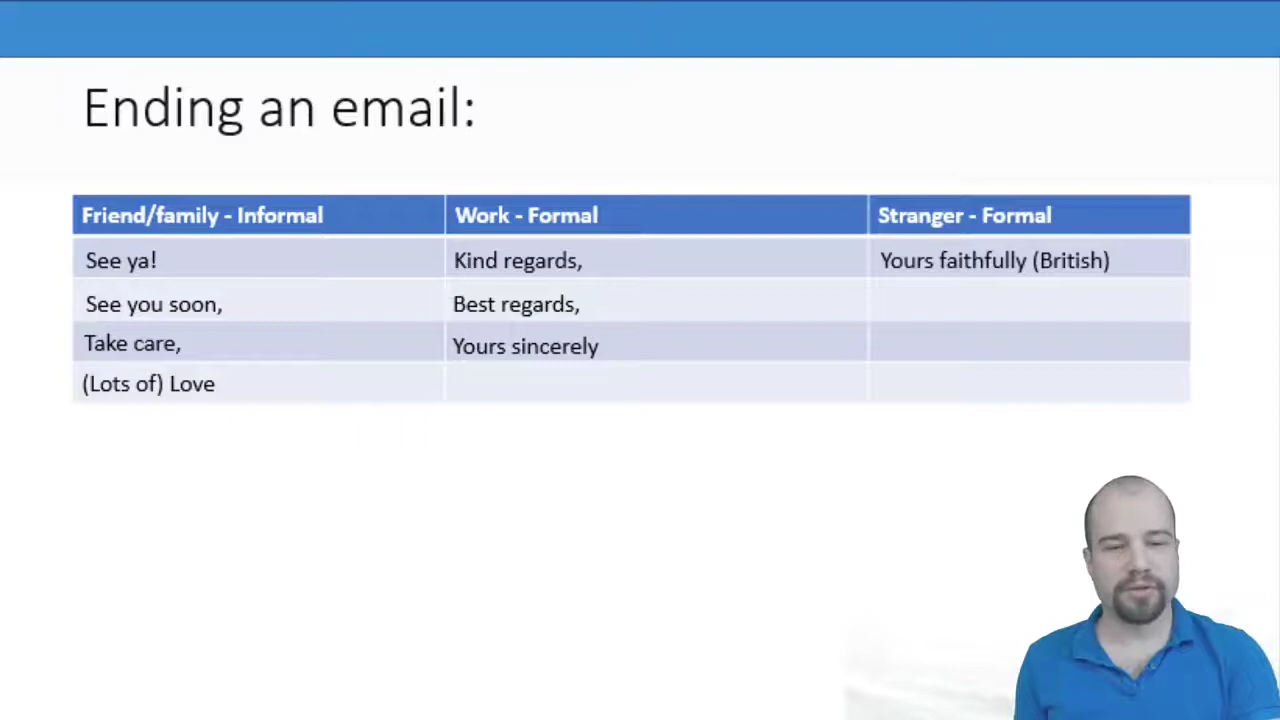 Ending an email:
Friend/family - Informal Work - Formal Stranger - Formal
See ya! Kind regards, Yours faithfully (British)
See you soon, Best regards,
Take care, Yours sincerely
(Lots of) Love